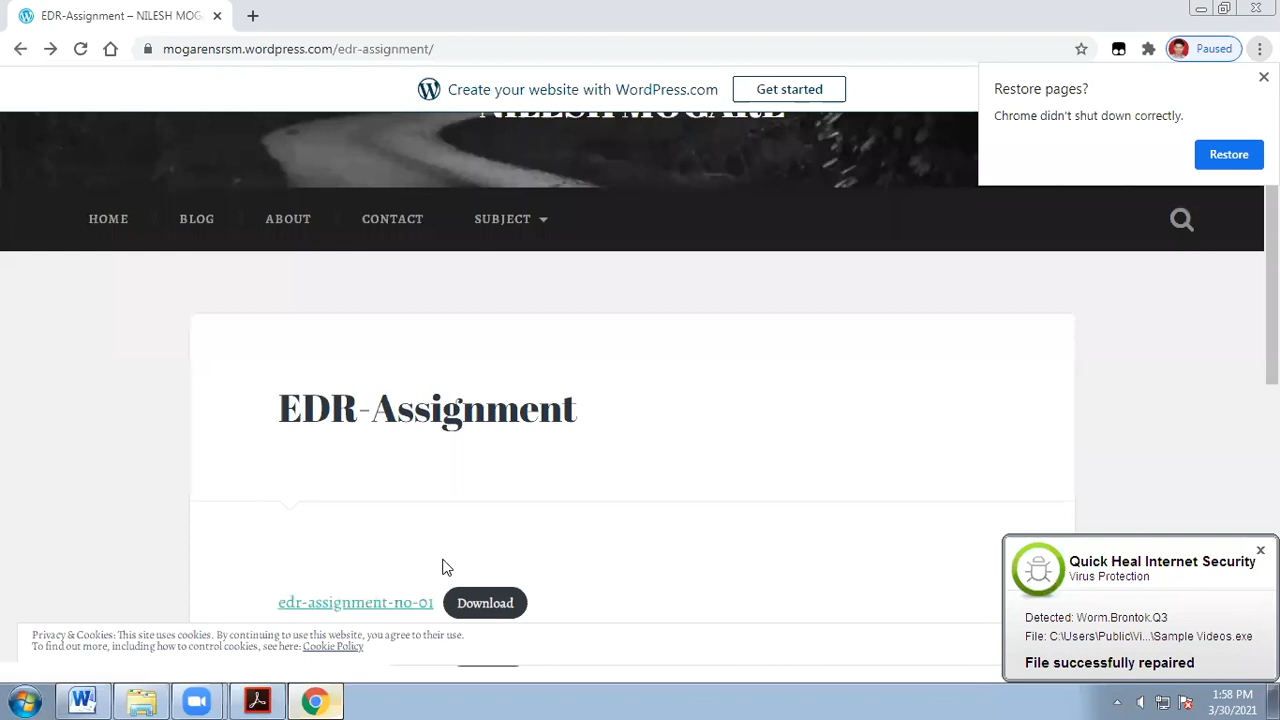 EDR-Assignment – NILESH MOGA
mogarensrsm.wordpress.com/edr-assignment/
Paused
Create your website with WordPress.com
Get started
Restore pages?
Chrome didn't shut down correctly.
Restore
NILESH MOGARE
HOME
BLOG
ABOUT
CONTACT
SUBJECT
EDR-Assignment
edr-assignment-no-01
Download
Privacy & Cookies: This site uses cookies. By continuing to use this website, you agree to their use.
To find out more, including how to control cookies, see here: Cookie Policy
Quick Heal Internet Security
Virus Protection
Detected: Worm.Brontok.Q3
File: C:\Users\Public\Vi...\Sample Videos.exe
File successfully repaired
1:58 PM
3/30/2021